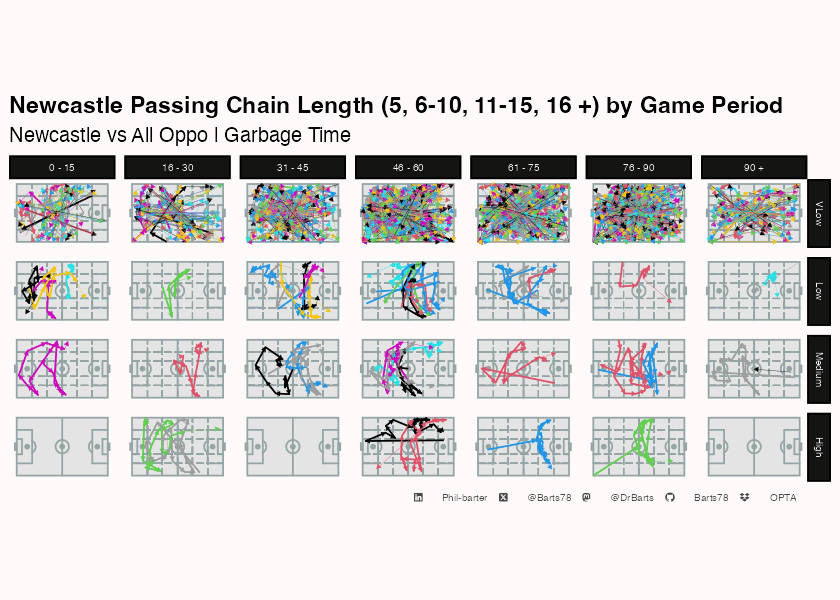 Newcastle Passing Chain Length (5, 6-10, 11-15, 16 +) by Game Period
Newcastle vs All Oppo | Garbage Time
0 - 15 16 - 30 31 - 45 46 - 60 61 - 75 76 - 90 90 +
VLow
Low
Medium
High
Phil-barter @Barts78 @DrBarts Barts78 OPTA